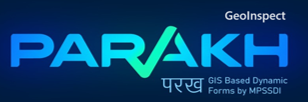 GeoInspect
PARAKH
परख GIS Based Dynamic
Forms by MPSSDI